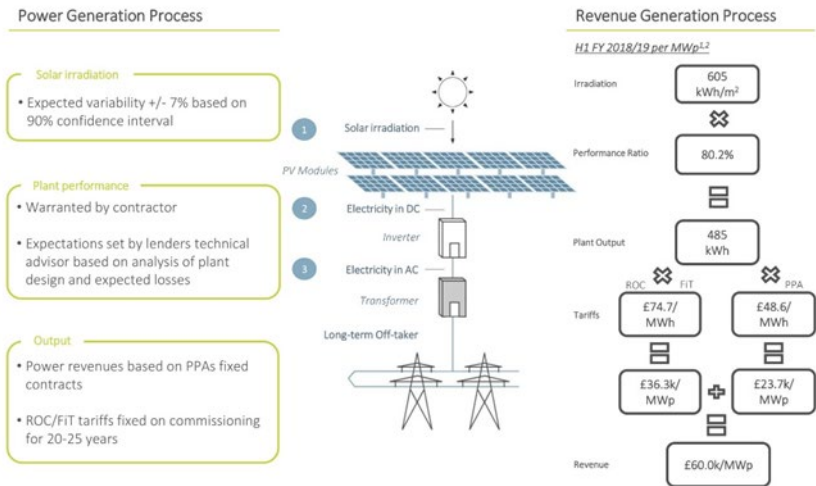 Power Generation Process
Solar irradiation
• Expected variability +/- 7% based on
90% confidence interval
Plant performance
• Warranted by contractor
• Expectations set by lenders technical
advisor based on analysis of plant
design and expected losses
Output
• Power revenues based on PPAs fixed
contracts
• ROC/FiT tariffs fixed on commissioning
for 20-25 years
1
Solar irradiation
PV Modules
2
Electricity in DC
Inverter
3
Electricity in AC
Transformer
Long-term Off-taker
Revenue Generation Process
H1 FY 2018/19 per MWp1,2
Irradiation
605
kWh/m²
Performance Ratio
80.2%
Plant Output
485
kWh
ROC FiT
PPA
Tariffs
£74.7/
MWh
£48.6/
MWh
£36.3k/
MWp
£23.7k/
MWp
Revenue
£60.0k/MWp